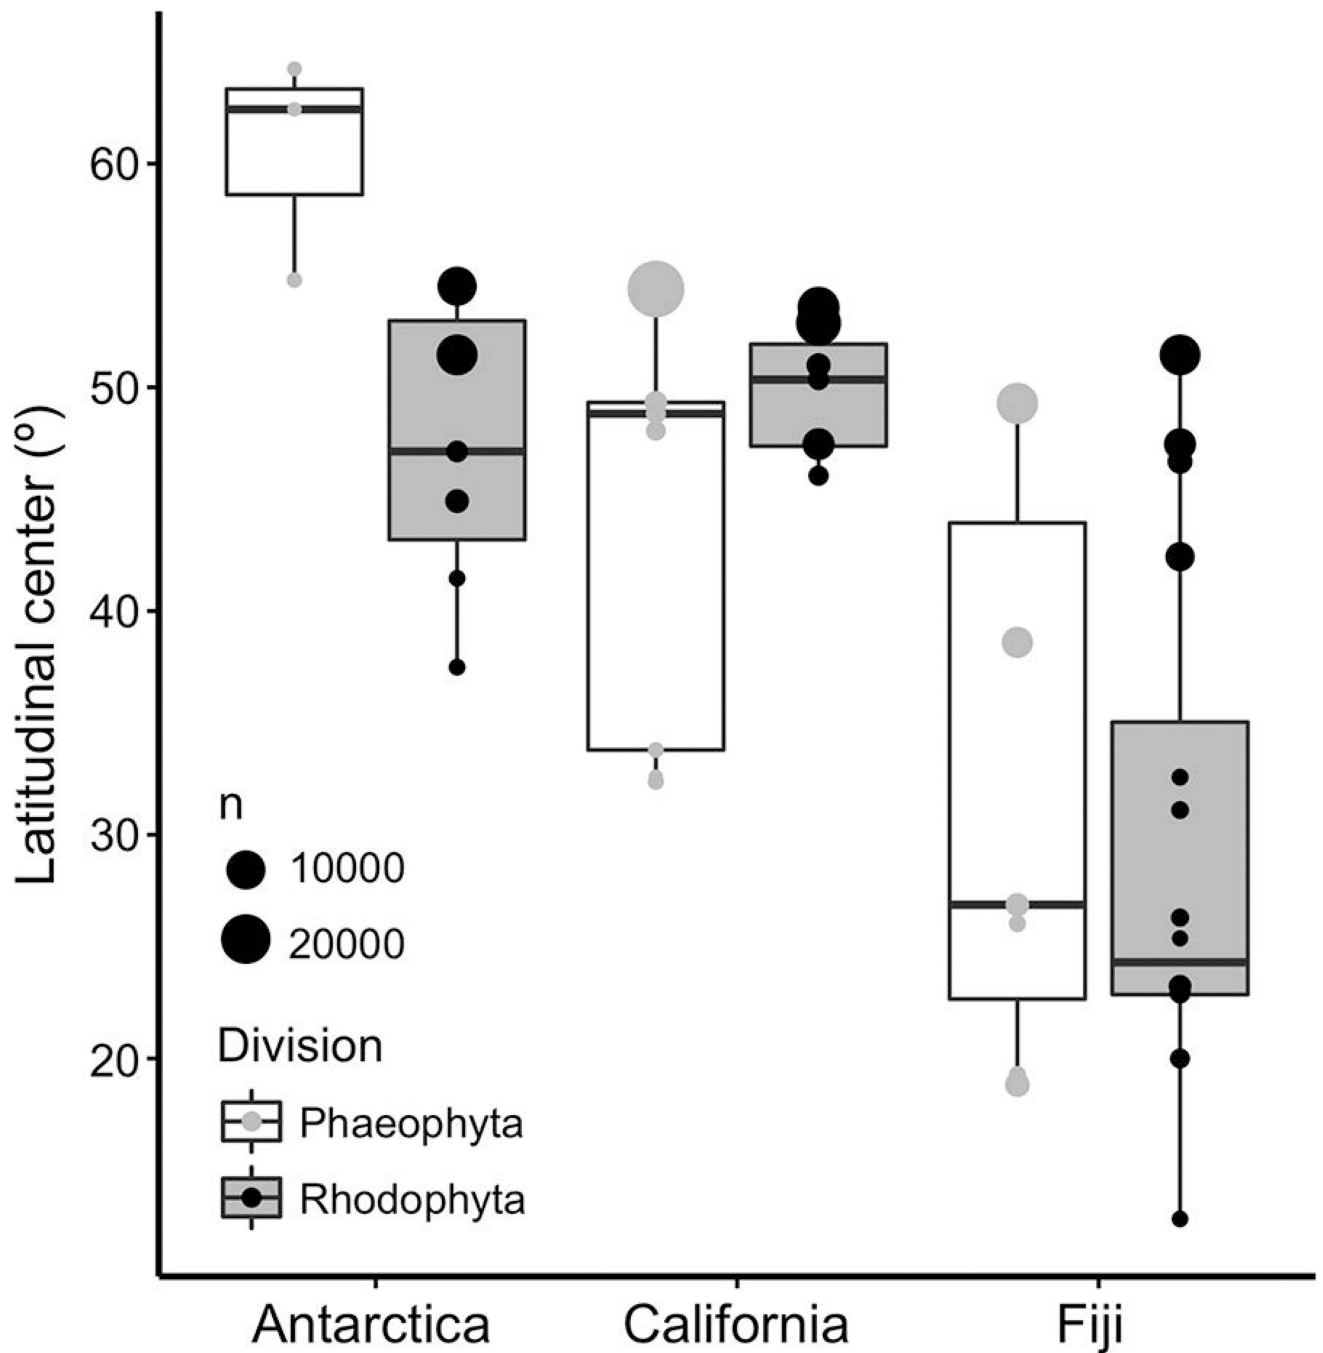 Latitudinal center (º)
60
50
40
30
20
n
10000
20000
Division
Phaeophyta
Rhodophyta
Antarctica
California
Fiji